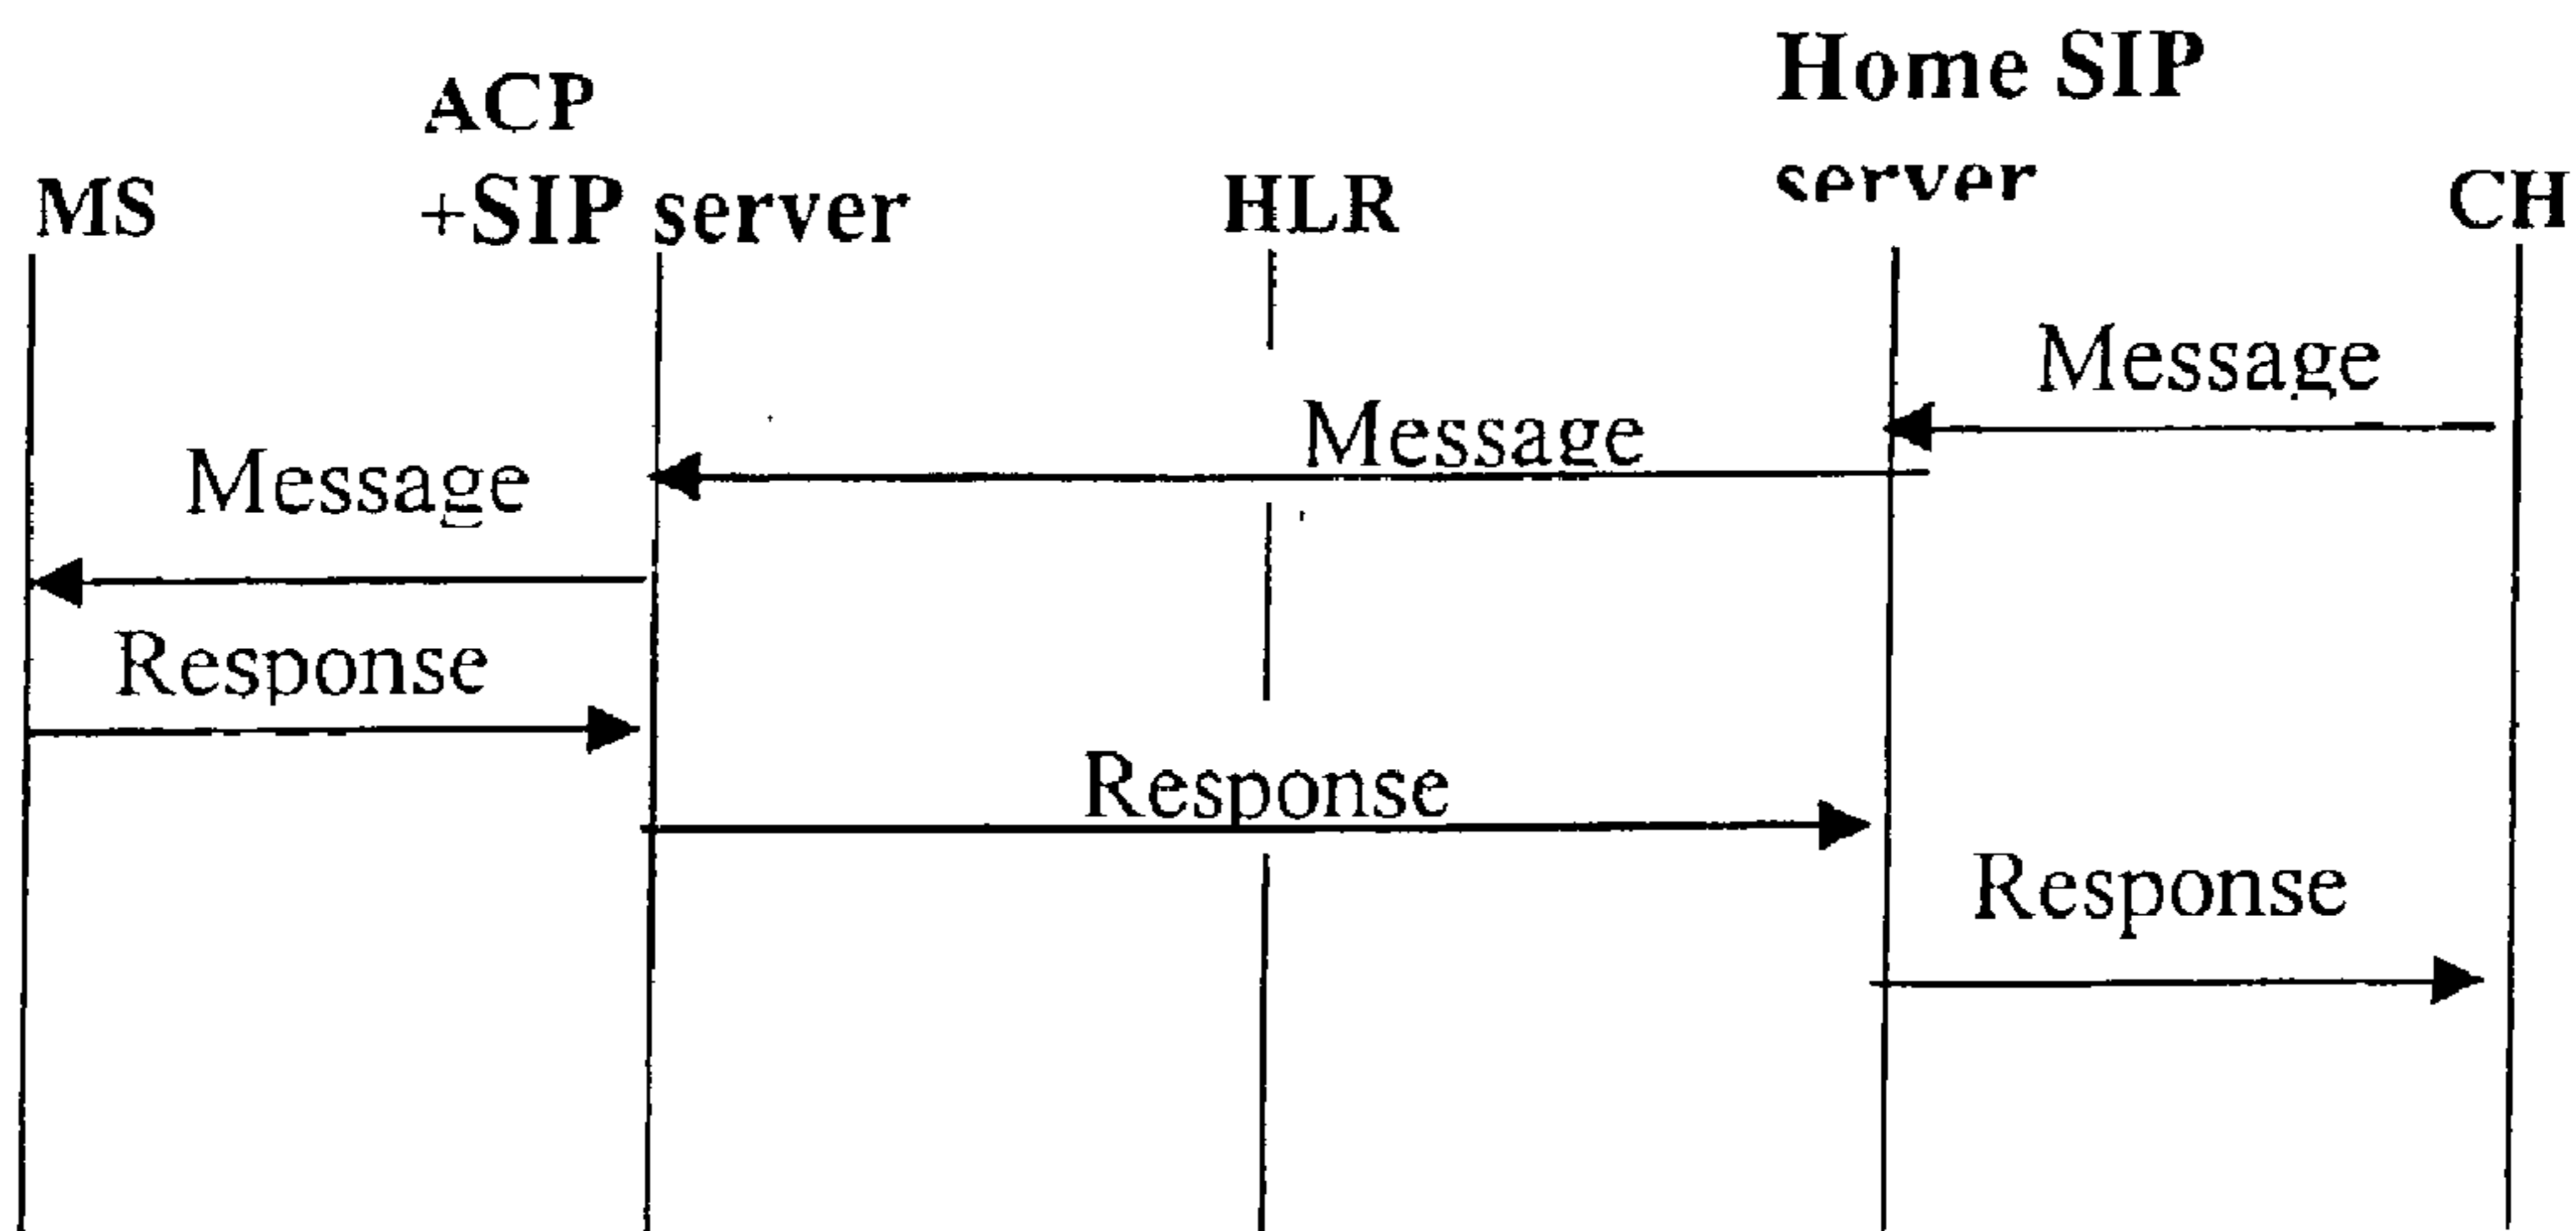 ACP
Home SIP
MS
+SIP server
HLR
server
CH
Message
Message
Message
Response
Response
Response